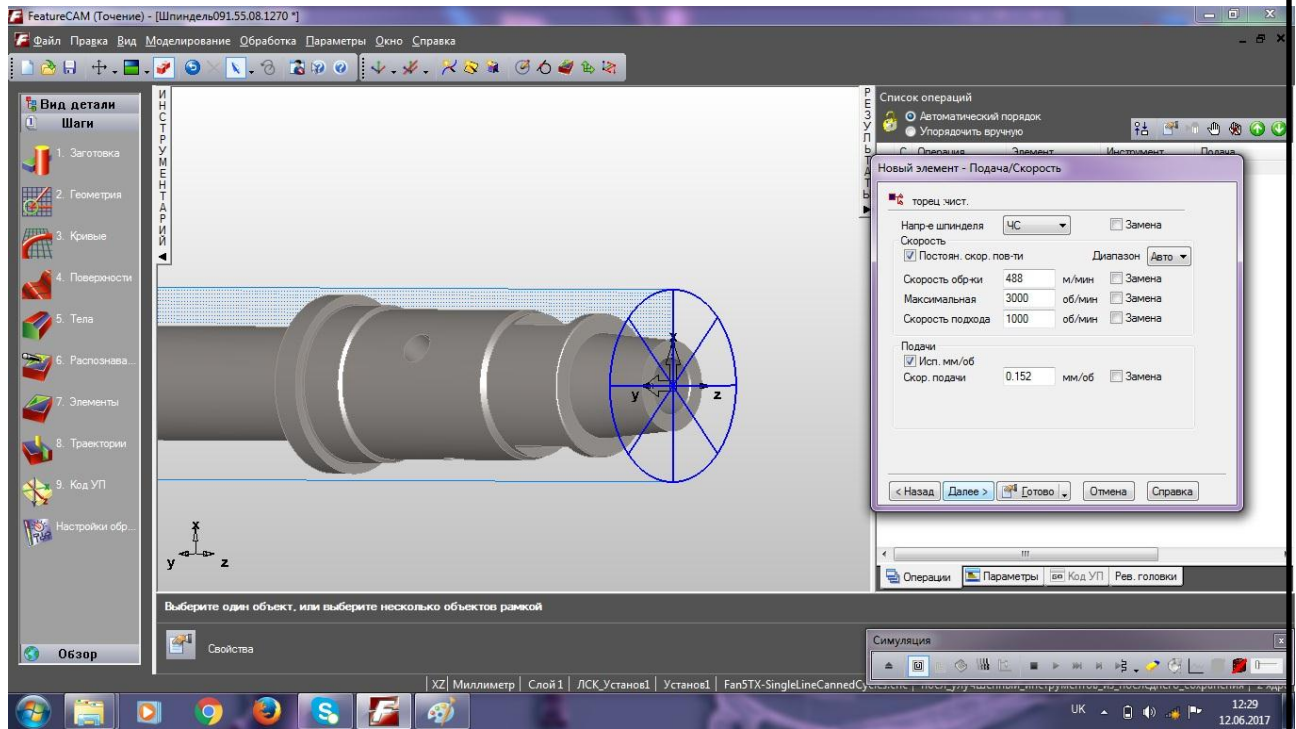 FeatureCAM (Точение) - [Шпиндель091.55.08.1270 *]
Файл Правка Вид Моделирование Обработка Параметры Окно Справка
Вид детали
Шаги
1. Заготовка
2. Геометрия
3. Кривые
4. Поверхности
5. Тела
6. Распознава...
7. Элементы
8. Траектории
9. Код УП
Настройки обр...
Обзор
ИНСТРУМЕНТАРИЙ
x
y
z
x
y z
РЕЗУЛЬТАТЫ
Список операций
Автоматический порядок
Упорядочить вручную
С Операция Элемент Инструмент Подача
Новый элемент - Подача/Скорость
торец чист.
Напр-е шпинделя ЧС Замена
Скорость
Постоян. скор. пов-ти Диапазон Авто
Скорость обр-ки 488 м/мин Замена
Максимальная 3000 об/мин Замена
Скорость подхода 1000 об/мин Замена
Подачи
Исп. мм/об
Скор. подачи 0.152 мм/об Замена
< Назад Далее > Готово Отмена Справка
Операции Параметры Код УП Рев. головки
Выберите один объект, или выберите несколько объектов рамкой
Свойства
Симуляция
XZ Миллиметр Слой1 ЛСК_Установ1 Установ1 Fan5TX-SingleLineCannedCycles.cnc
UK 12:29
12.06.2017